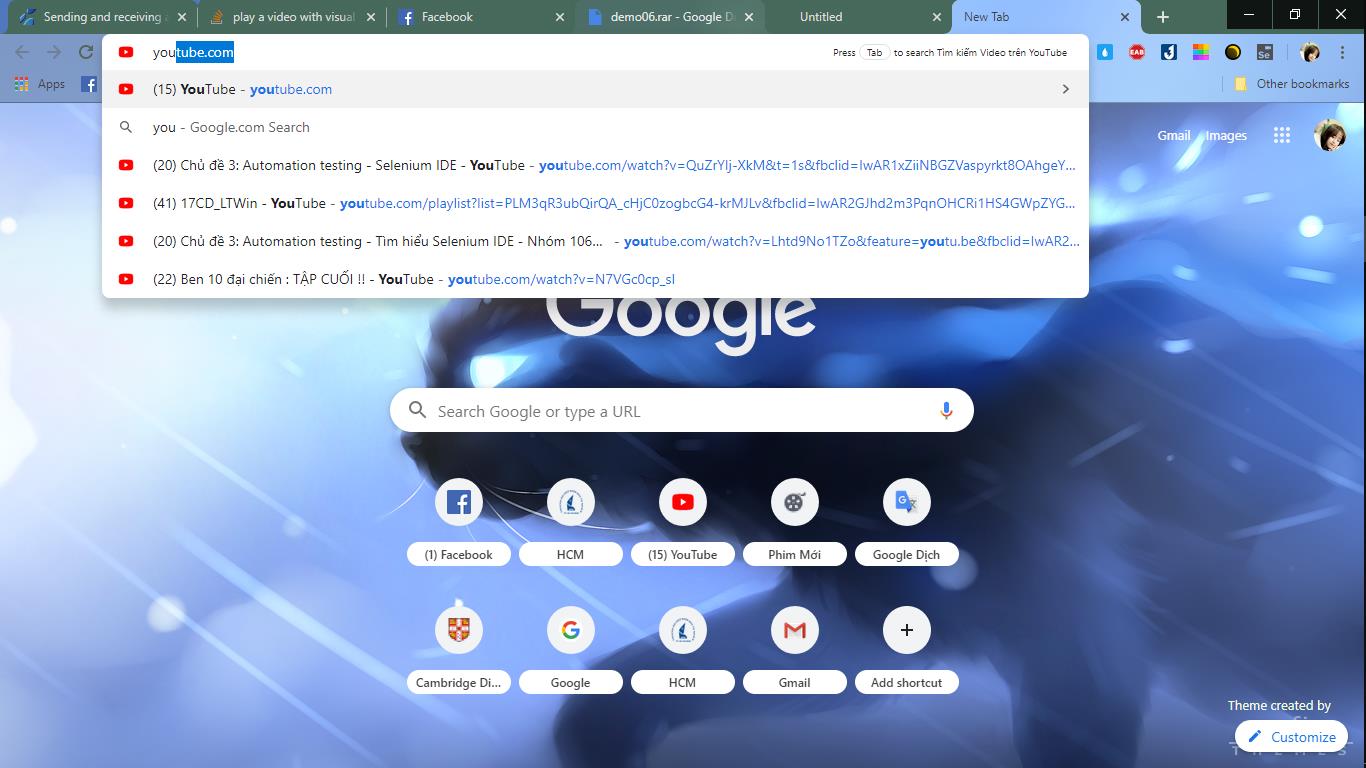 Sending and receiving a
play a video with visual
Facebook
demo06.rar - Google D
Untitled
New Tab
youtube.com
Press Tab to search Tìm kiếm Video trên YouTube
EAB
J
Se
Apps
Other bookmarks
(15) YouTube - youtube.com
you - Google.com Search
(20) Chủ đề 3: Automation testing - Selenium IDE - YouTube - youtube.com/watch?v=QuZrYlj-XkM&t=1s&fbclid=IwAR1xZiiNBGZVaspyrkt8OAhgeY...
(41) 17CD_LTWin - YouTube - youtube.com/playlist?list=PLM3qR3ubQirQA_cHjC0zogbcG4-krMJLv&fbclid=IwAR2GJhd2m3PqnOHCRi1HS4GWpZYG...
(20) Chủ đề 3: Automation testing - Tìm hiểu Selenium IDE - Nhóm 106... - youtube.com/watch?v=Lhtd9No1TZo&feature=youtu.be&fbclid=IwAR2...
(22) Ben 10 đại chiến : TẬP CUỐI !! - YouTube - youtube.com/watch?v=N7VGc0cp_sI
Gmail Images
Google
Search Google or type a URL
(1) Facebook
HCM
(15) YouTube
Phim Mới
Google Dịch
Cambridge Di...
Google
HCM
Gmail
Add shortcut
Theme created by
Customize